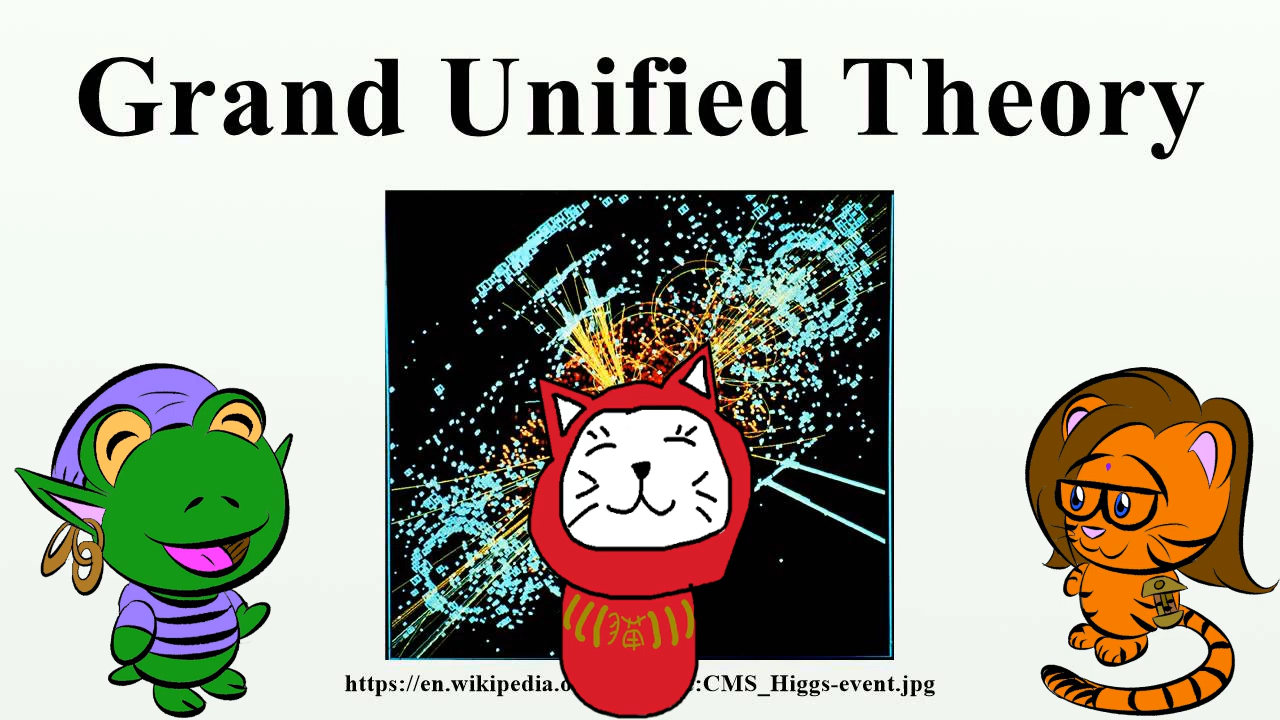 Grand Unified Theory
猫
https://en.wikipedia.o :CMS_Higgs-event.jpg